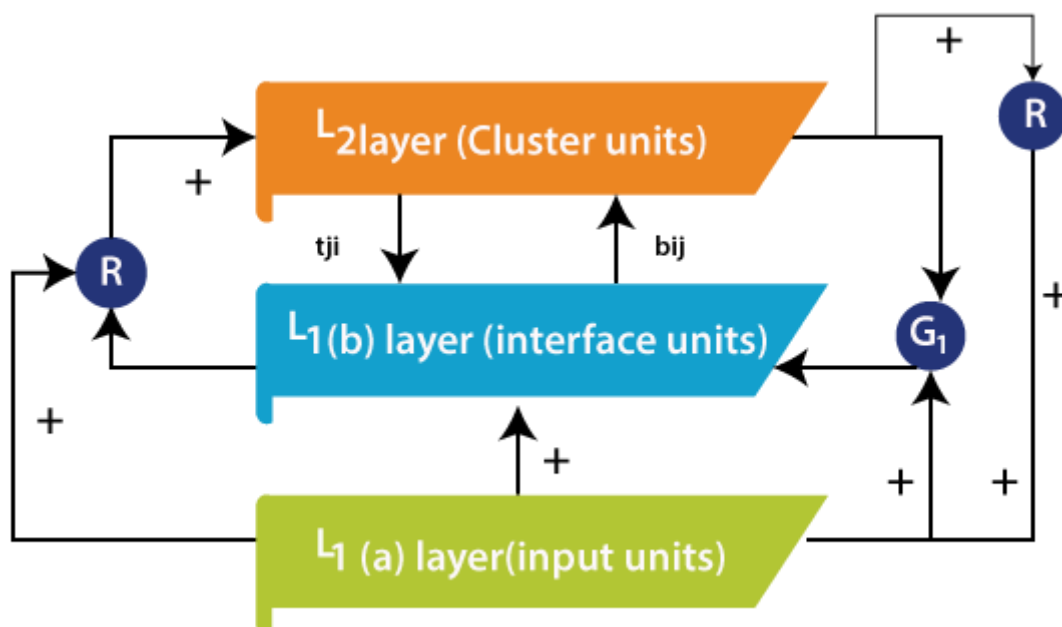 +
L2layer (Cluster units)
R
+
tji
bij
R
+
L1(b) layer (interface units)
G1
+
+
+
+
L1 (a) layer(input units)